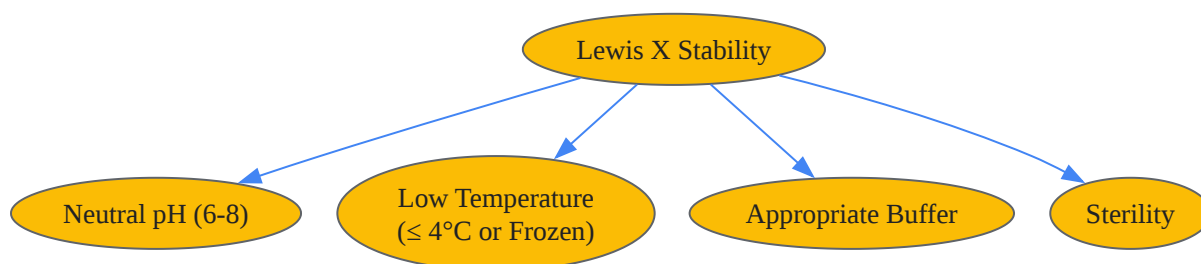 Lewis X Stability
Neutral pH (6-8)
Low Temperature
(≤ 4°C or Frozen)
Appropriate Buffer
Sterility